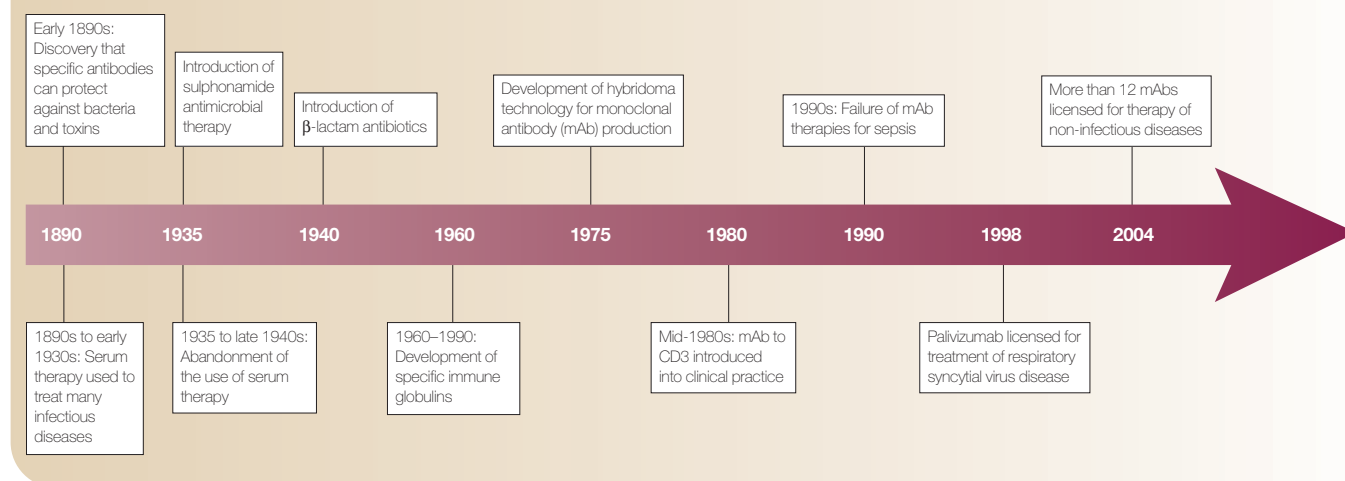 Early 1890s:
Discovery that
specific antibodies
can protect
against bacteria
and toxins
Introduction of
sulphonamide
antimicrobial
therapy
Introduction of
β-lactam antibiotics
Development of hybridoma
technology for monoclonal
antibody (mAb) production
1990s: Failure of mAb
therapies for sepsis
More than 12 mAbs
licensed for therapy of
non-infectious diseases
1890 1935 1940 1960 1975 1980 1990 1998 2004
1890s to early
1930s: Serum
therapy used to
treat many
infectious
diseases
1935 to late 1940s:
Abandonment of
the use of serum
therapy
1960–1990:
Development of
specific immune
globulins
Mid-1980s: mAb to
CD3 introduced
into clinical practice
Palivizumab licensed for
treatment of respiratory
syncytial virus disease